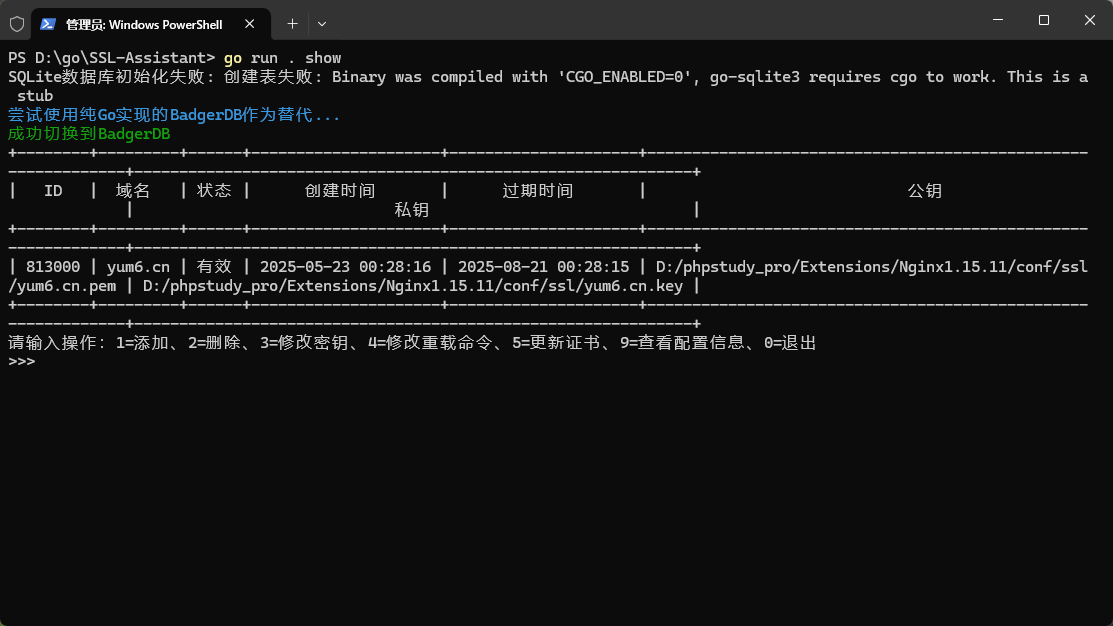 管理员: Windows PowerShell
PS D:\go\SSL-Assistant> go run . show
SQLite数据库初始化失败: 创建表失败: Binary was compiled with 'CGO_ENABLED=0', go-sqlite3 requires cgo to work. This is a
stub
尝试使用纯Go实现的BadgerDB作为替代...
成功切换到BadgerDB
+--------+---------+------+---------------------+---------------------+-------------------------------------------------
-------------+--------------------------------------------------------------+
| ID | 域名 | 状态 | 创建时间 | 过期时间 | 公钥
| 私钥 |
+--------+---------+------+---------------------+---------------------+-------------------------------------------------
-------------+--------------------------------------------------------------+
| 813000 | yum6.cn | 有效 | 2025-05-23 00:28:16 | 2025-08-21 00:28:15 | D:/phpstudy_pro/Extensions/Nginx1.15.11/conf/ssl
/yum6.cn.pem | D:/phpstudy_pro/Extensions/Nginx1.15.11/conf/ssl/yum6.cn.key |
+--------+---------+------+---------------------+---------------------+-------------------------------------------------
-------------+--------------------------------------------------------------+
请输入操作: 1=添加、2=删除、3=修改密钥、4=修改重载命令、5=更新证书、9=查看配置信息、0=退出
>>>